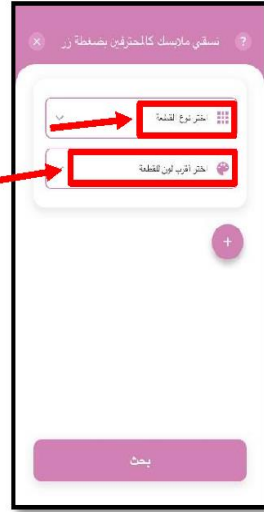 نسقي ملابسك كالمحترفين بضغطة زر
اختر نوع القطعة
اختر أقرب لون للقطعة
بحث